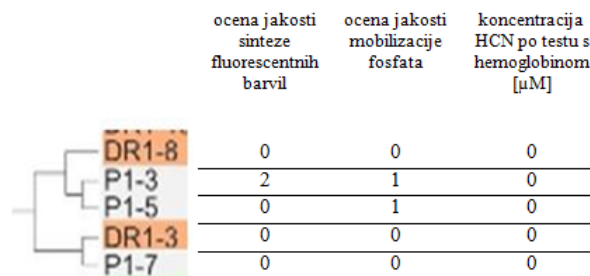 ocena jakosti sinteze fluorescentnih barvil
ocena jakosti mobilizacije fosfata
koncentracija HCN po testu s hemoglobinom [µM]
DR1-8 0 0 0
P1-3 2 1 0
P1-5 0 1 0
DR1-3 0 0 0
P1-7 0 0 0